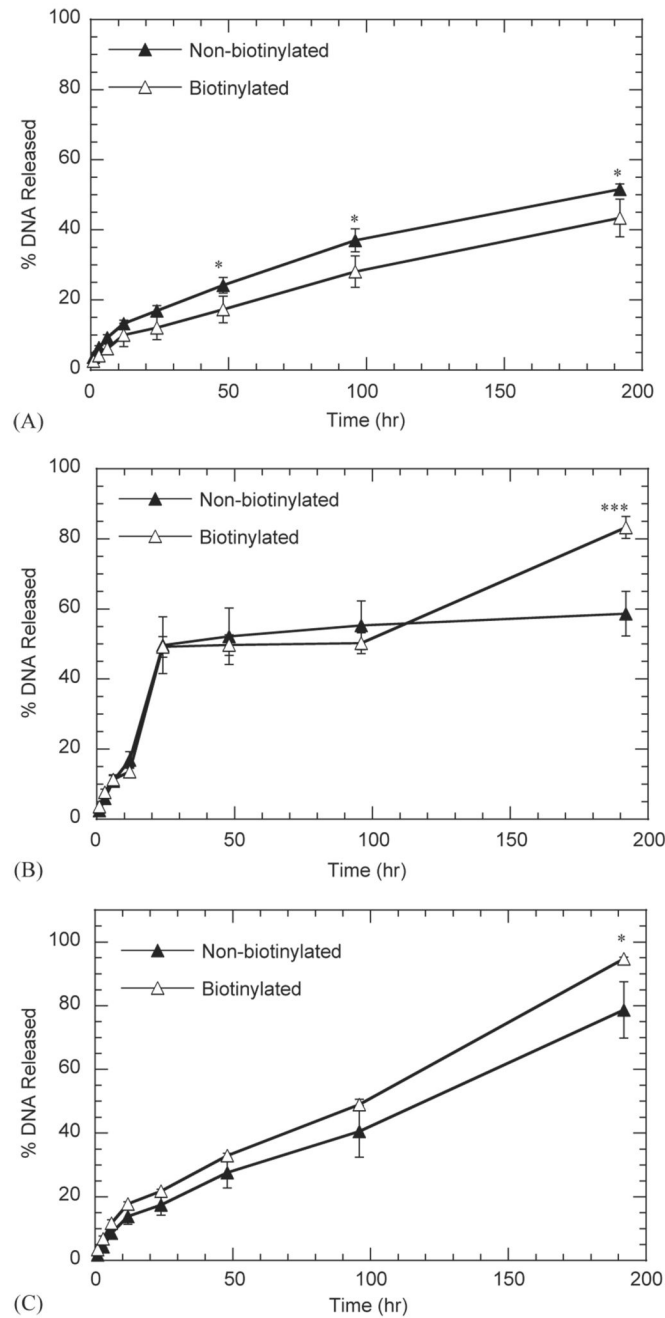 100
Non-biotinylated
80
Biotinylated
60
*
*
40
*
20
0
% DNA Released
0 50 100 150 200
(A) Time (hr)
100
Non-biotinylated
***
80
Biotinylated
60
40
20
0
% DNA Released
0 50 100 150 200
(B) Time (hr)
100
Non-biotinylated
*
Biotinylated
80
60
40
20
0
% DNA Released
0 50 100 150 200
(C) Time (hr)